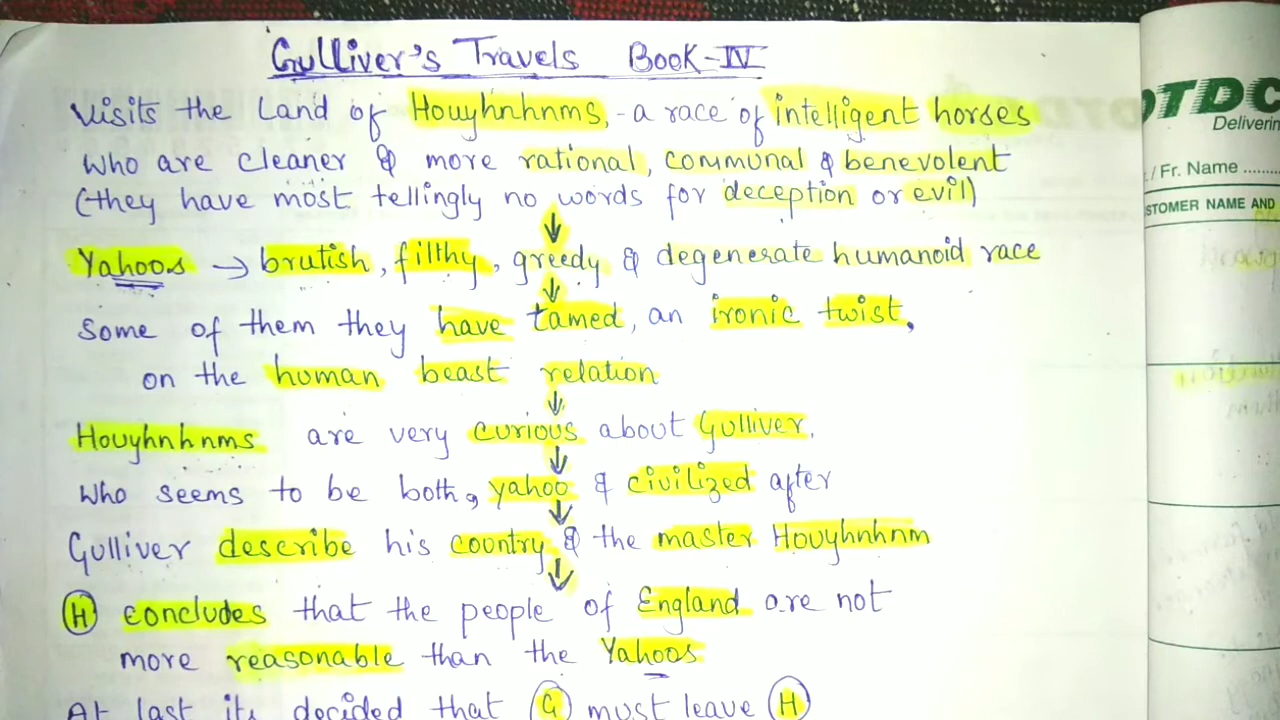 Gulliver's Travels Book-IV
Visits the Land of Houyhnhnms, - a race of intelligent horses
who are cleaner & more rational, communal & benevolent
(they have most tellingly no words for deception or evil)
↓
Yahoos → brutish, filthy, greedy & degenerate humanoid race
↓
Some of them they have tamed, an ironic twist,
on the human beast relation
↓
Houyhnhnms are very curious about Gulliver.
↓
Who seems to be both, yahoo & civilized after
↓
Gulliver describe his country & the master Houyhnhnm
↓
(H) concludes that the people of England are not
more reasonable than the Yahoos
At last its decided that (G) must leave (H)
DTDC
Deliverin
/ Fr. Name ........
STOMER NAME AND